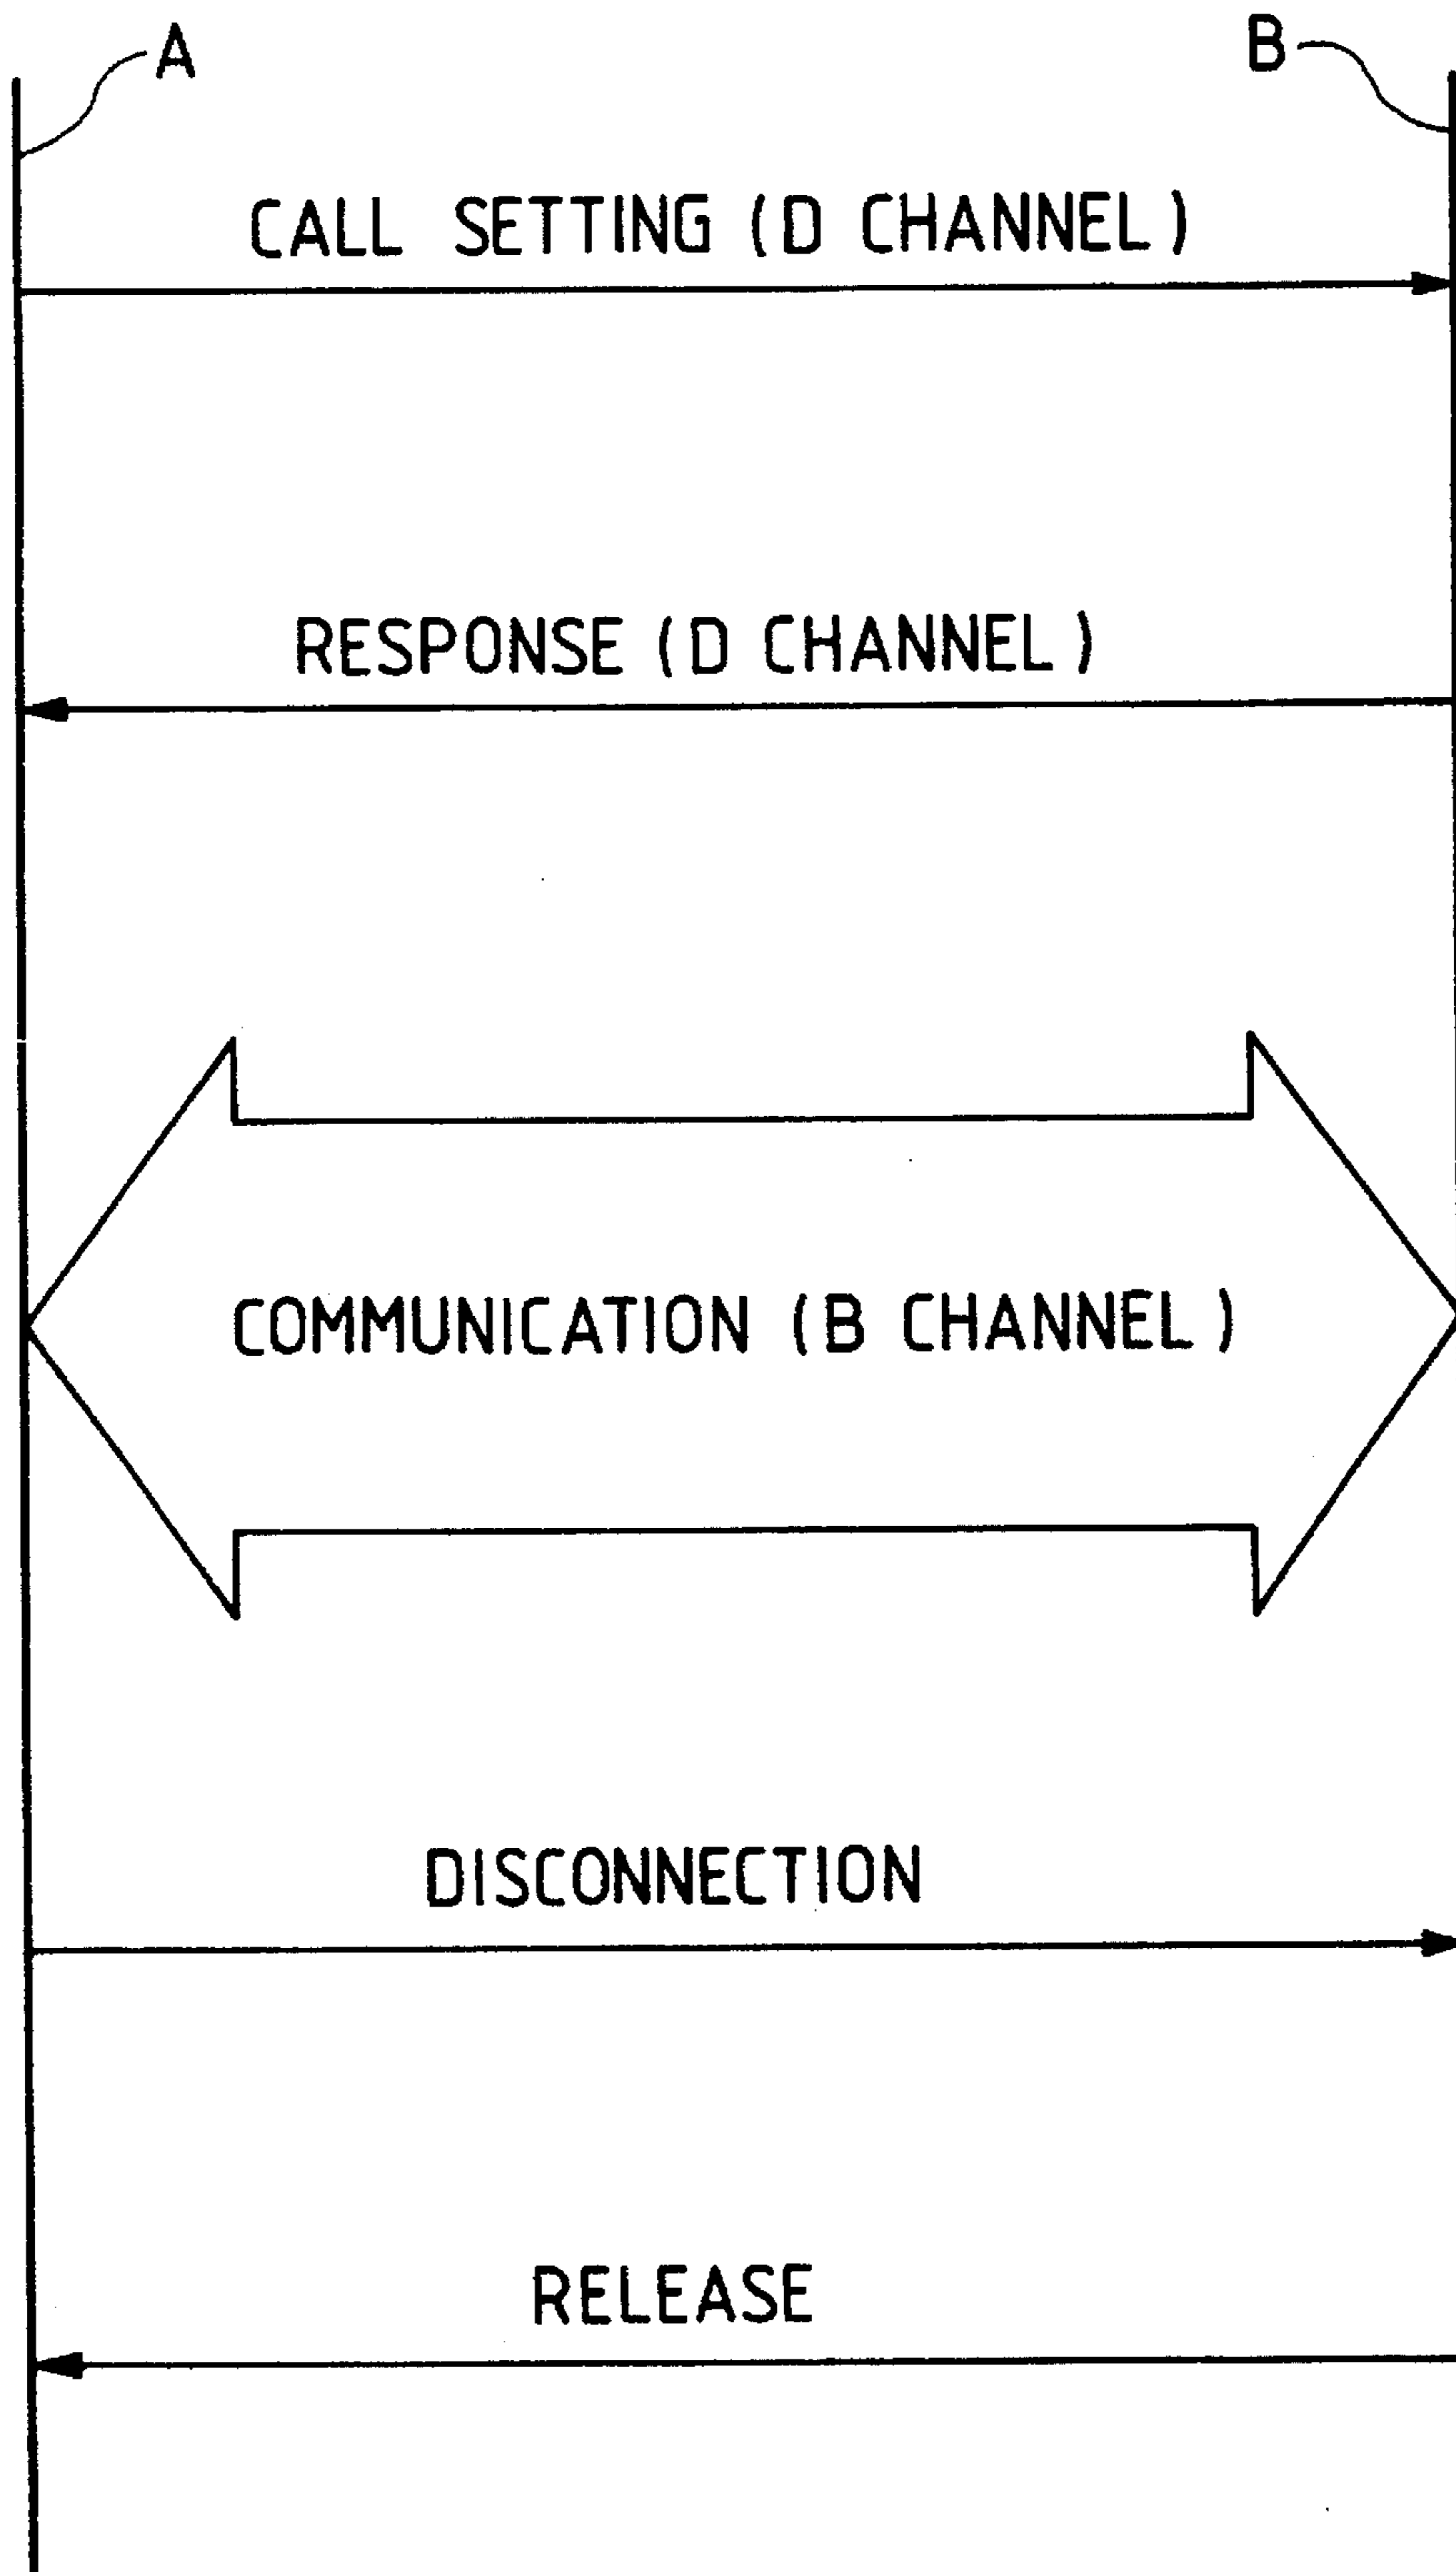 A
B
CALL SETTING (D CHANNEL)
RESPONSE (D CHANNEL)
COMMUNICATION (B CHANNEL)
DISCONNECTION
RELEASE